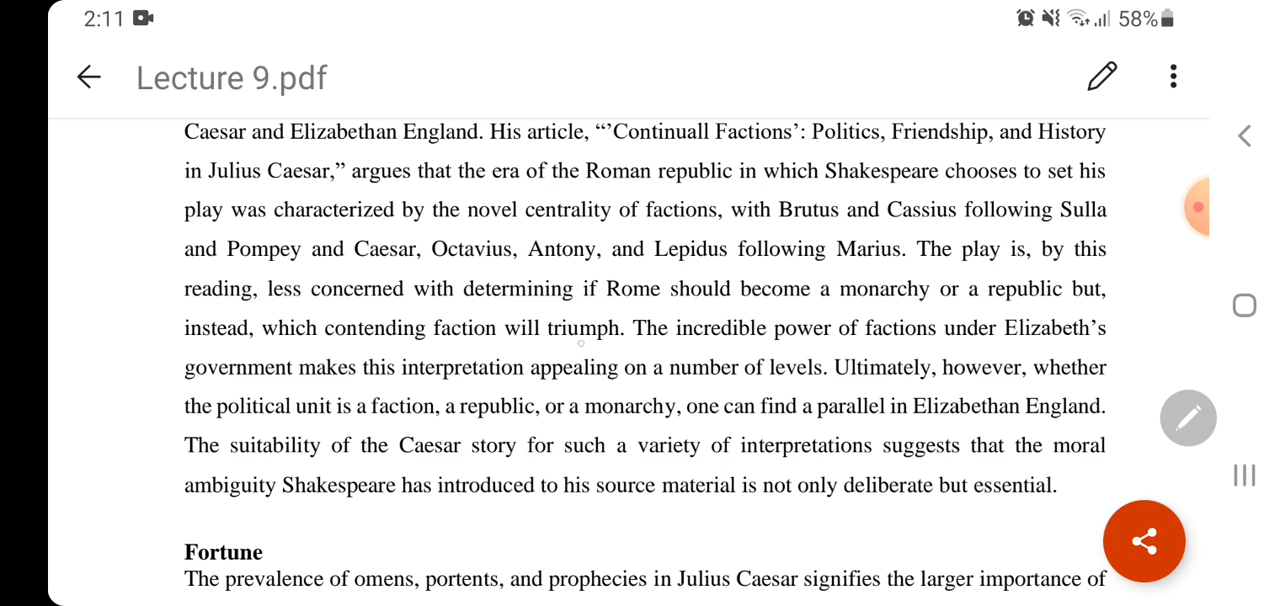 2:11 58%
Lecture 9.pdf
Caesar and Elizabethan England. His article, “’Continuall Factions’: Politics, Friendship, and History
in Julius Caesar,” argues that the era of the Roman republic in which Shakespeare chooses to set his
play was characterized by the novel centrality of factions, with Brutus and Cassius following Sulla
and Pompey and Caesar, Octavius, Antony, and Lepidus following Marius. The play is, by this
reading, less concerned with determining if Rome should become a monarchy or a republic but,
instead, which contending faction will triumph. The incredible power of factions under Elizabeth’s
government makes this interpretation appealing on a number of levels. Ultimately, however, whether
the political unit is a faction, a republic, or a monarchy, one can find a parallel in Elizabethan England.
The suitability of the Caesar story for such a variety of interpretations suggests that the moral
ambiguity Shakespeare has introduced to his source material is not only deliberate but essential.
Fortune
The prevalence of omens, portents, and prophecies in Julius Caesar signifies the larger importance of